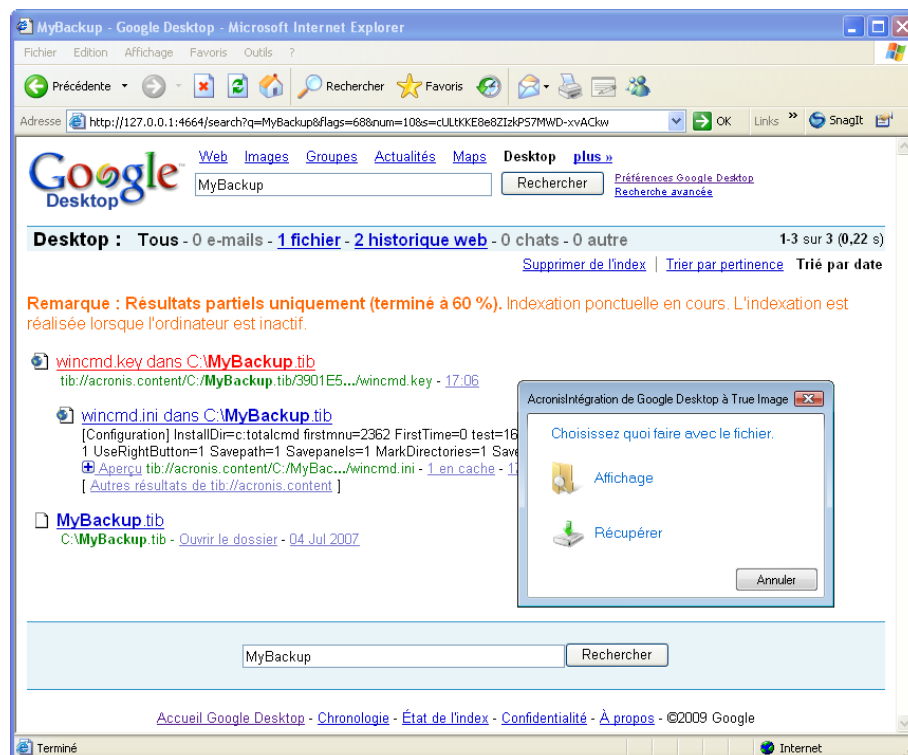 MyBackup - Google Desktop - Microsoft Internet Explorer
Fichier Edition Affichage Favoris Outils ?
Précédente Rechercher Favoris
Adresse http://127.0.0.1:4664/search?q=MyBackup&flags=68&num=10&s=cULtKKE8e8ZIzkPS7MWD-xvACkw OK Links » SnagIt
Google Desktop
Web Images Groupes Actualités Maps Desktop plus »
MyBackup Rechercher Préférences Google Desktop
Recherche avancée
Desktop : Tous - 0 e-mails - 1 fichier - 2 historique web - 0 chats - 0 autre 1-3 sur 3 (0,22 s)
Supprimer de l'index | Trier par pertinence Trié par date
Remarque : Résultats partiels uniquement (terminé à 60 %). Indexation ponctuelle en cours. L'indexation est
réalisée lorsque l'ordinateur est inactif.
wincmd.key dans C:\MyBackup.tib
tib://acronis.content/C:/MyBackup.tib/3901E5.../wincmd.key - 17:06
wincmd.ini dans C:\MyBackup.tib
[Configuration] InstallDir=c:totalcmd firstmnu=2362 FirstTime=0 test=16
1 UseRightButton=1 Savepath=1 Savepanels=1 MarkDirectories=1 Save
Aperçu tib://acronis.content/C:/MyBac.../wincmd.ini - 1 en cache - 17
[ Autres résultats de tib://acronis.content ]
MyBackup.tib
C:\MyBackup.tib - Ouvrir le dossier - 04 Jul 2007
AcronisIntégration de Google Desktop à True Image
Choisissez quoi faire avec le fichier.
Affichage
Récupérer
Annuler
MyBackup Rechercher
Accueil Google Desktop - Chronologie - État de l'index - Confidentialité - À propos - ©2009 Google
Terminé Internet